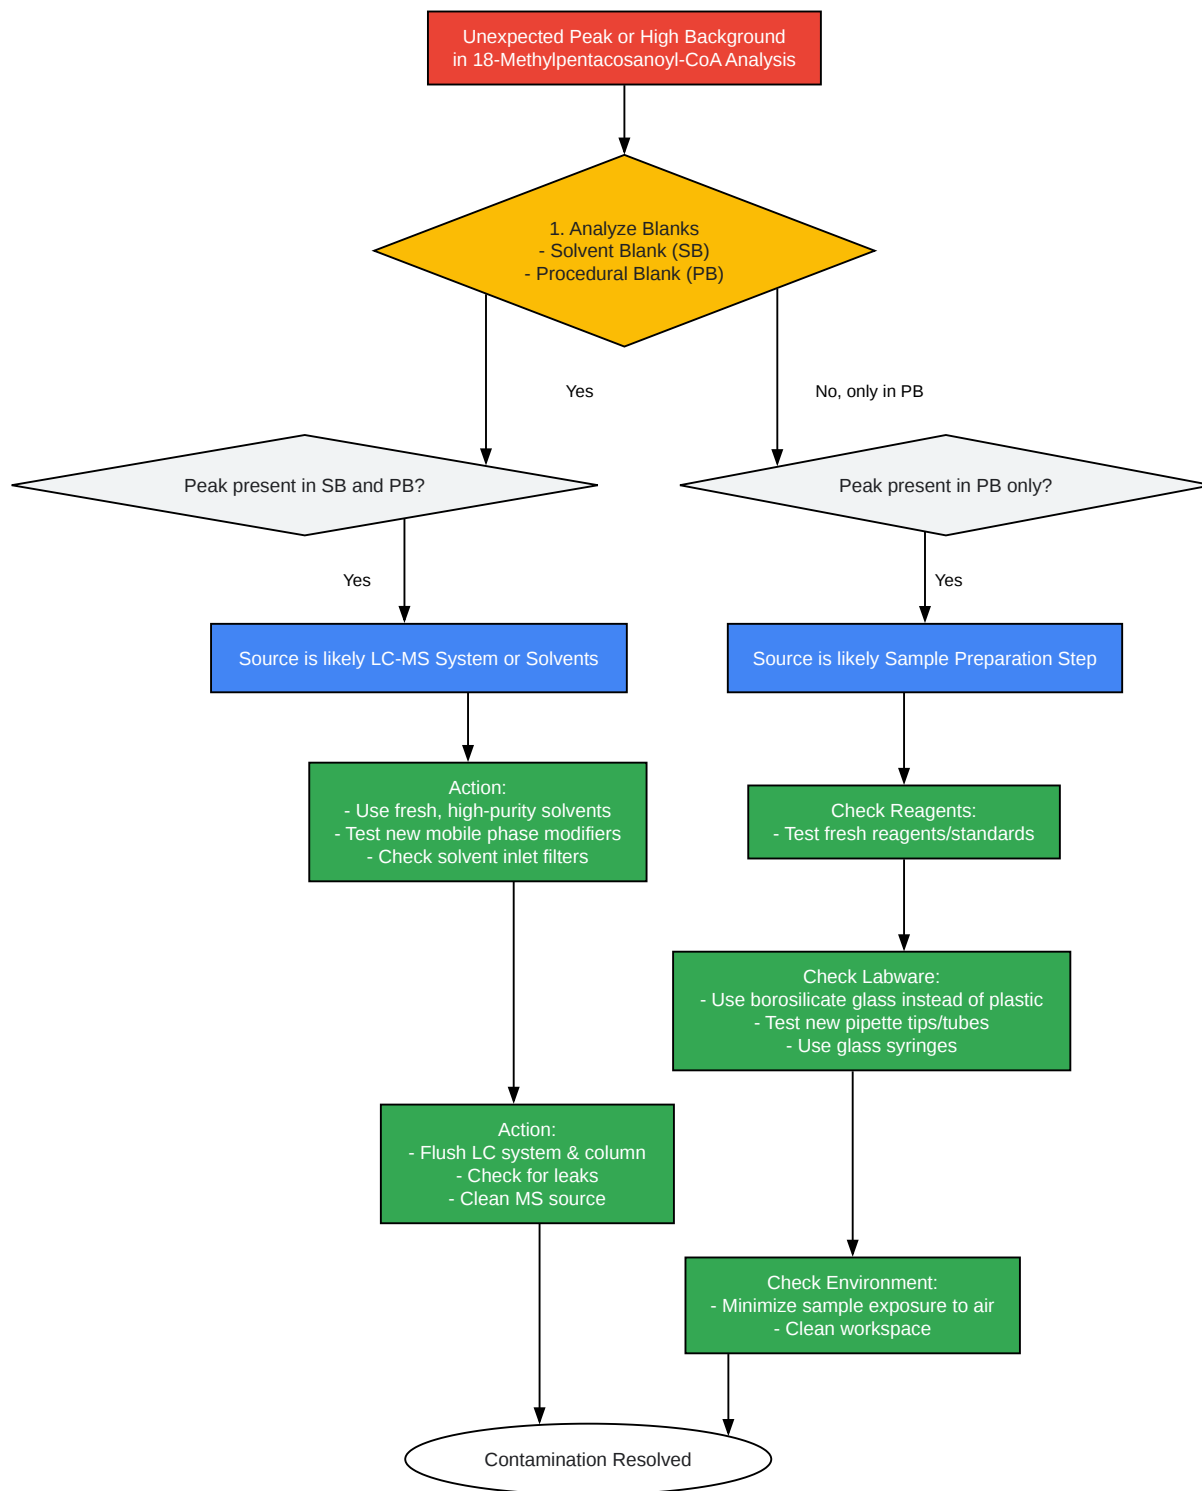 Unexpected Peak or High Background
in 18-Methylpentacosanoyl-CoA Analysis
1. Analyze Blanks
- Solvent Blank (SB)
- Procedural Blank (PB)
Yes
No, only in PB
Peak present in SB and PB?
Peak present in PB only?
Yes
Yes
Source is likely LC-MS System or Solvents
Source is likely Sample Preparation Step
Action:
- Use fresh, high-purity solvents
- Test new mobile phase modifiers
- Check solvent inlet filters
Check Reagents:
- Test fresh reagents/standards
Check Labware:
- Use borosilicate glass instead of plastic
- Test new pipette tips/tubes
- Use glass syringes
Action:
- Flush LC system & column
- Check for leaks
- Clean MS source
Check Environment:
- Minimize sample exposure to air
- Clean workspace
Contamination Resolved